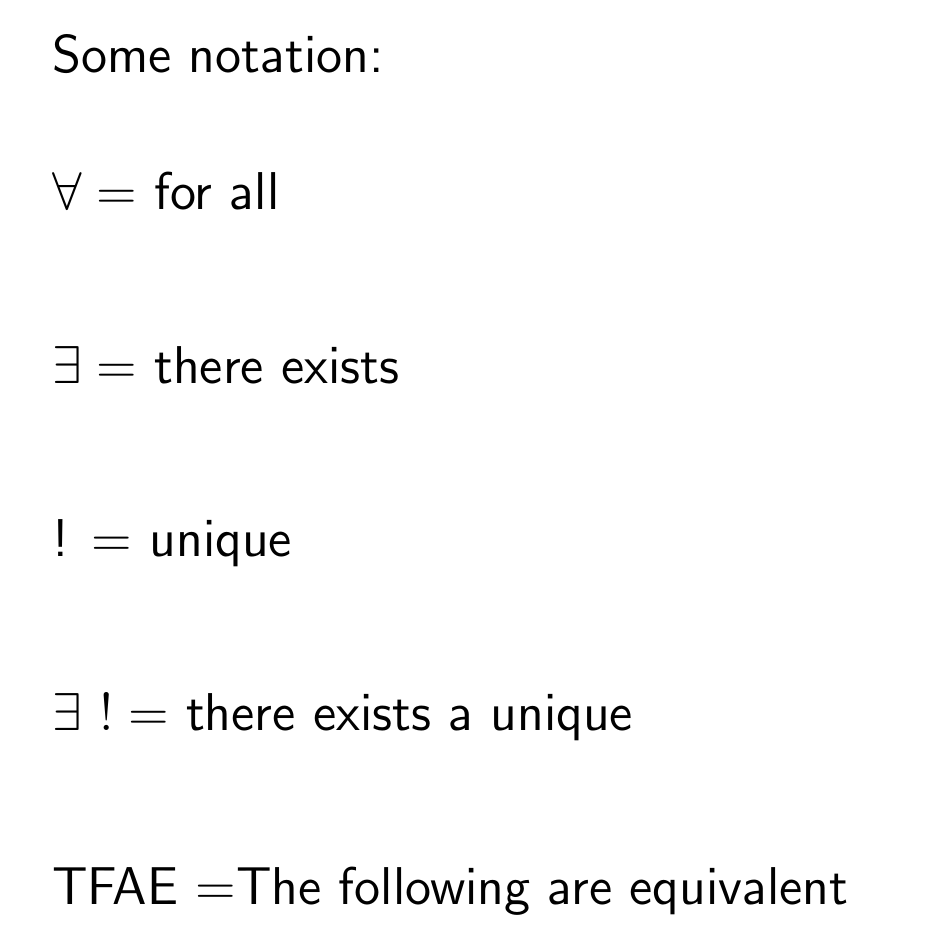 Some notation:
∀ = for all
∃ = there exists
! = unique
∃ ! = there exists a unique
TFAE =The following are equivalent